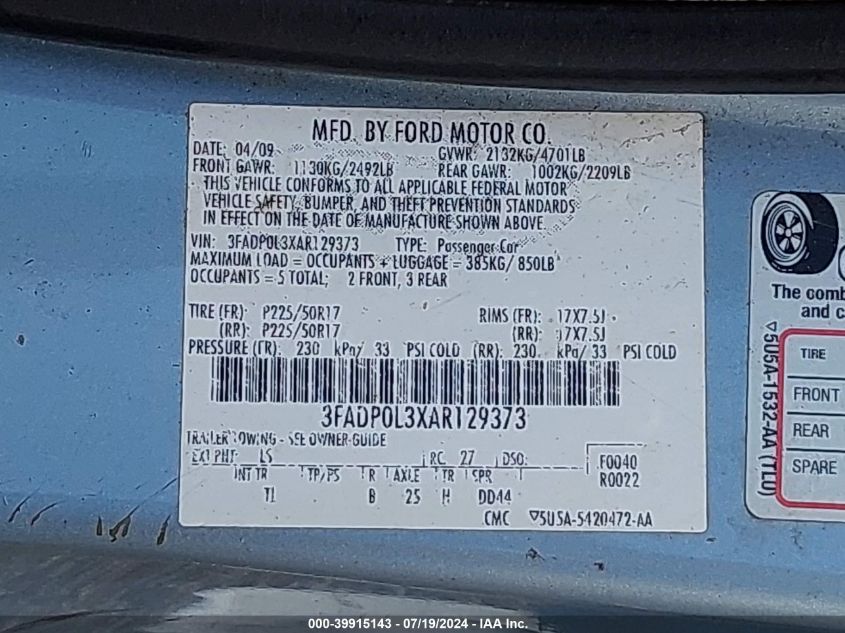 MFD. BY FORD MOTOR CO.
DATE: 04/09 GVWR: 2132KG/4701LB
FRONT GAWR: 1130KG/2492LB REAR GAWR: 1002KG/2209LB
THIS VEHICLE CONFORMS TO ALL APPLICABLE FEDERAL MOTOR
VEHICLE SAFETY, BUMPER, AND THEFT PREVENTION STANDARDS
IN EFFECT ON THE DATE OF MANUFACTURE SHOWN ABOVE.
VIN: 3FADP0L3XAR129373 TYPE: Passenger Car
MAXIMUM LOAD = OCCUPANTS + LUGGAGE = 385KG/ 850LB
OCCUPANTS = 5 TOTAL; 2 FRONT, 3 REAR
TIRE (FR): P225/50R17 RIMS (FR): 17X7.5J
(RR): P225/50R17 (RR): 17X7.5J
PRESSURE (FR): 230 kPa/ 33 PSI COLD (RR): 230 kPa/ 33 PSI COLD
3FADP0L3XAR129373
TRAILER TOWING - SEE OWNER GUIDE
EXT PNT: LS RC: 27 DSO: F0040
INT TR TP/PS R AXLE TR SPR R0022
TL B 25 H DD44
CMC ▽5U5A-5420472-AA
The comb
and c
TIRE
FRONT
REAR
SPARE
▽5U5A-1532-AA (TL0)
000-39915143 - 07/19/2024 - IAA Inc.